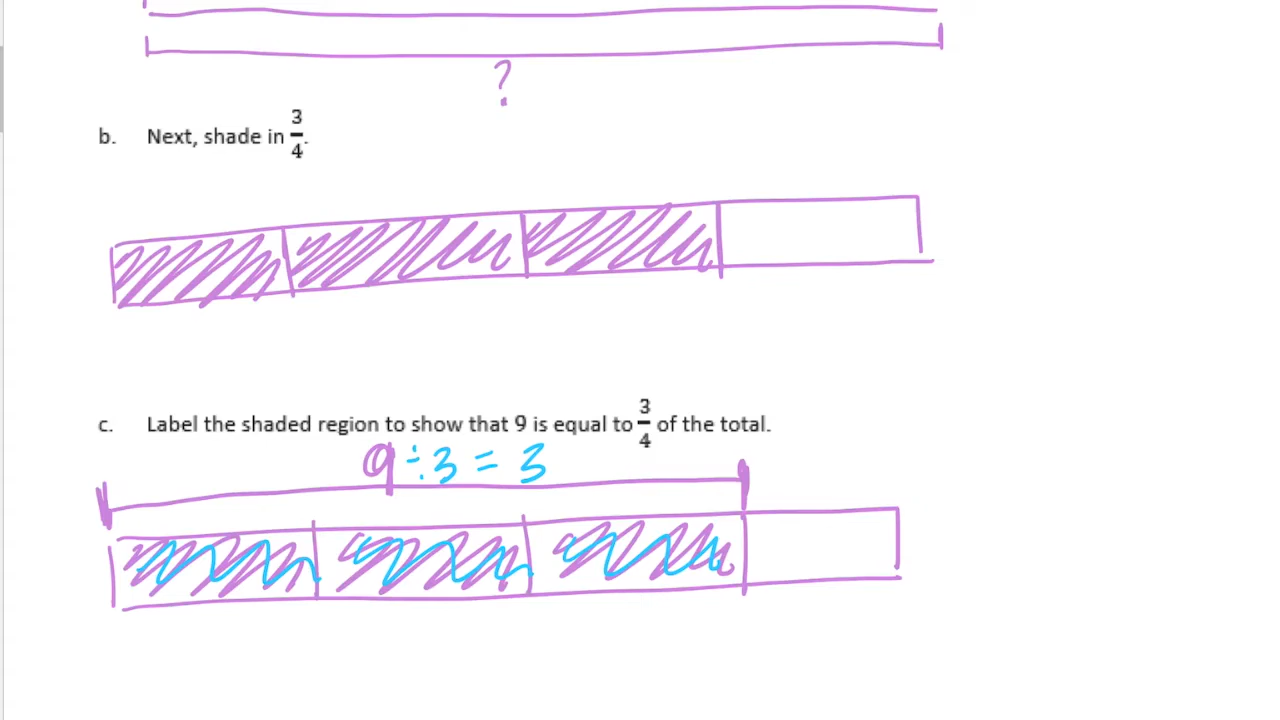 ?
b. Next, shade in 3/4.
c. Label the shaded region to show that 9 is equal to 3/4 of the total.
9 ÷ 3 = 3